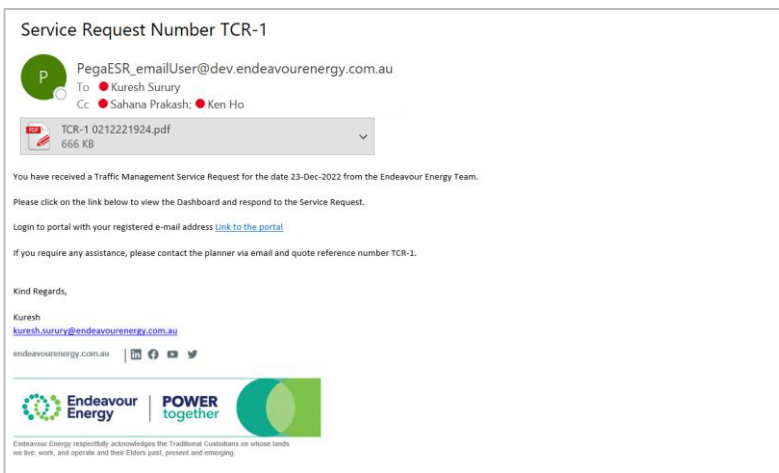 Service Request Number TCR-1
P
PegaESR_emailUser@dev.endeavourenergy.com.au
To Kuresh Surury
Cc Sahana Prakash; Ken Ho
PDF
TCR-1 0212221924.pdf
666 KB
You have received a Traffic Management Service Request for the date 23-Dec-2022 from the Endeavour Energy Team.
Please click on the link below to view the Dashboard and respond to the Service Request.
Login to portal with your registered e-mail address Link to the portal
If you require any assistance, please contact the planner via email and quote reference number TCR-1.
Kind Regards,
Kuresh
kuresh.surury@endeavourenergy.com.au
endeavourenergy.com.au
Endeavour
Energy
POWER
together
Endeavour Energy respectfully acknowledges the Traditional Custodians on whose lands
we live, work, and operate and their Elders past, present and emerging.